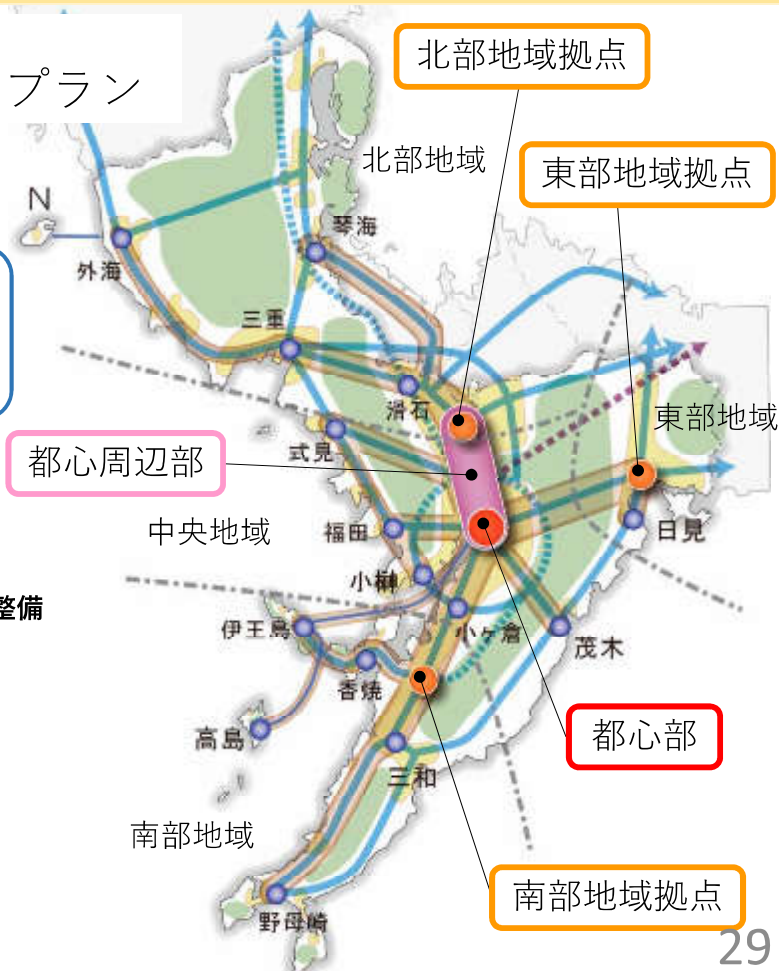 プラン
北部地域拠点
北部地域
東部地域拠点
N
琴海
外海
三重
滑石
東部地域
式見
都心周辺部
中央地域
福田
日見
小榊
整備
伊王島
小ヶ倉
茂木
香焼
高島
都心部
三和
南部地域
南部地域拠点
野母崎
29